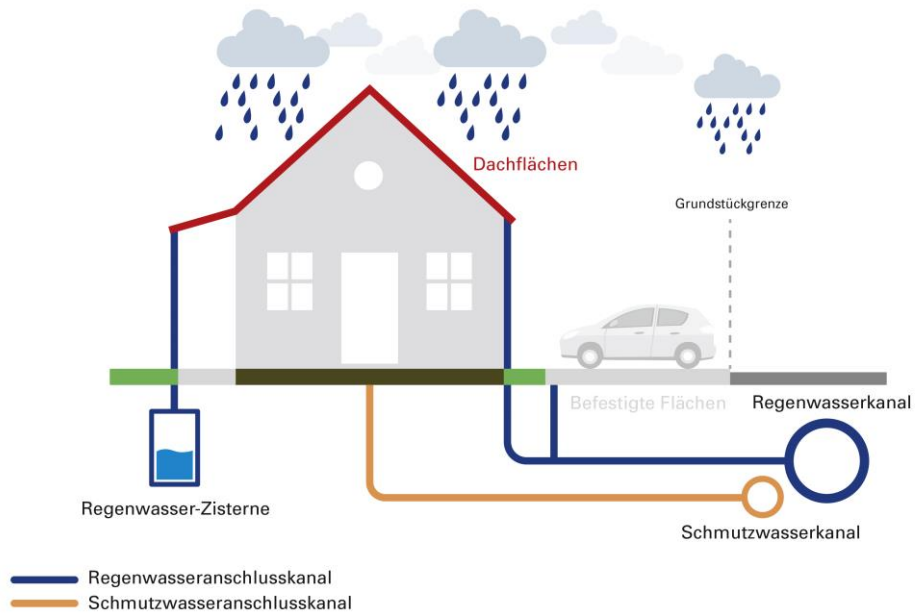 Dachflächen
Grundstückgrenze
Befestigte Flächen
Regenwasserkanal
Regenwasser-Zisterne
Schmutzwasserkanal
Regenwasseranschlusskanal
Schmutzwasseranschlusskanal